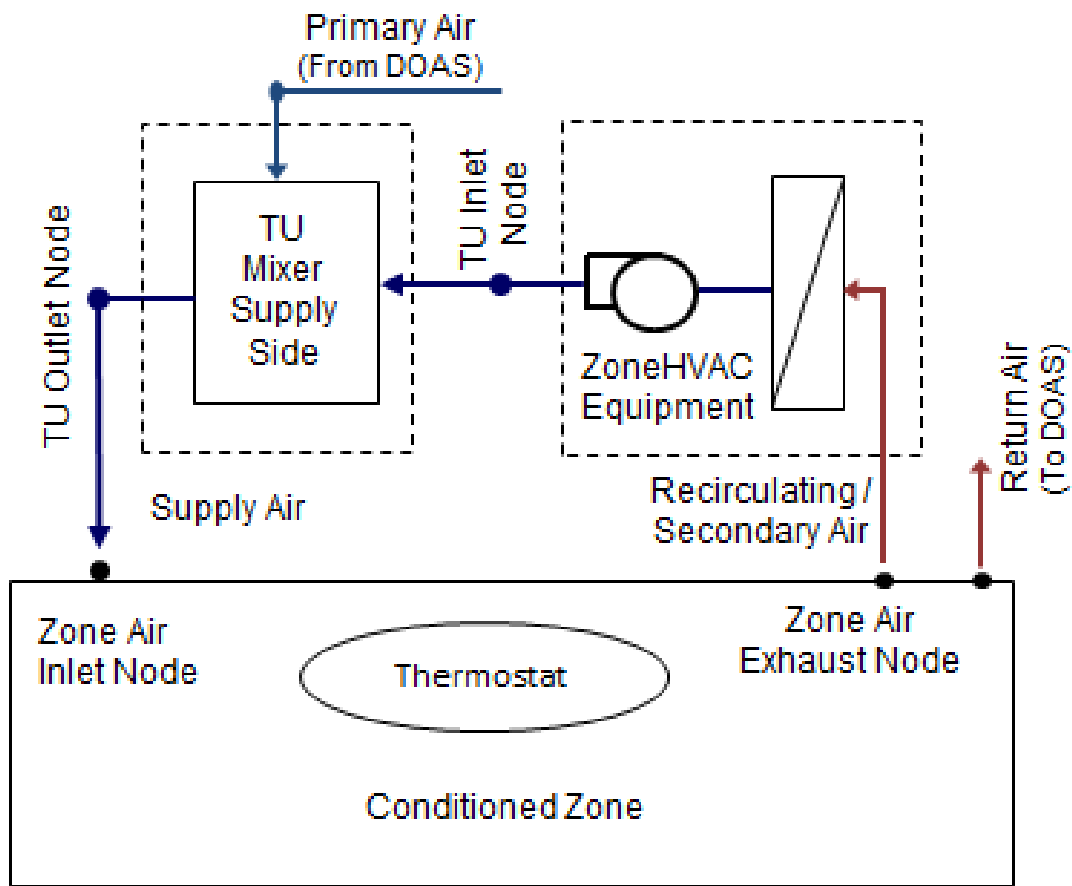 Primary Air
(From DOAS)
TU Outlet Node
TU
Mixer
Supply
Side
TU Inlet
Node
ZoneHVAC
Equipment
Return Air
(To DOAS)
Supply Air
Recirculating /
Secondary Air
Zone Air
Inlet Node
Thermostat
Zone Air
Exhaust Node
Conditioned Zone